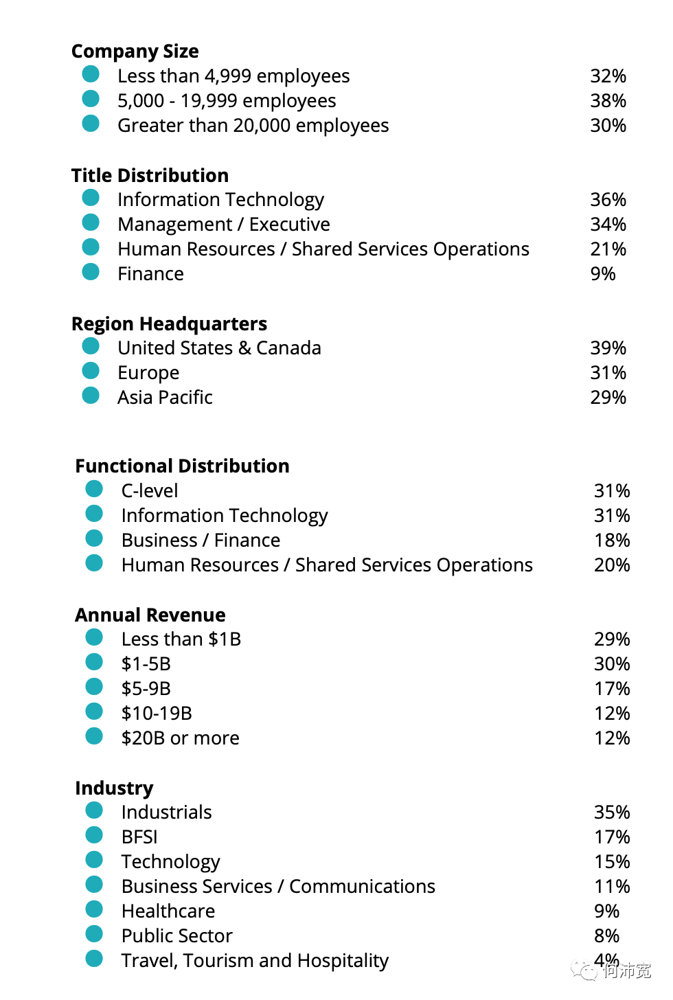 Company Size
Less than 4,999 employees 32%
5,000 - 19,999 employees 38%
Greater than 20,000 employees 30%
Title Distribution
Information Technology 36%
Management / Executive 34%
Human Resources / Shared Services Operations 21%
Finance 9%
Region Headquarters
United States & Canada 39%
Europe 31%
Asia Pacific 29%
Functional Distribution
C-level 31%
Information Technology 31%
Business / Finance 18%
Human Resources / Shared Services Operations 20%
Annual Revenue
Less than $1B 29%
$1-5B 30%
$5-9B 17%
$10-19B 12%
$20B or more 12%
Industry
Industrials 35%
BFSI 17%
Technology 15%
Business Services / Communications 11%
Healthcare 9%
Public Sector 8%
Travel, Tourism and Hospitality 4%
何沛宽